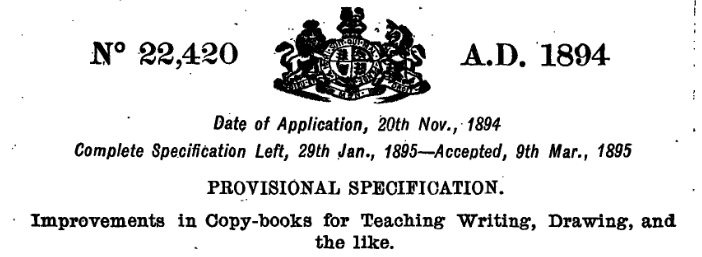 Nº 22,420 A.D. 1894
Date of Application, 20th Nov., 1894
Complete Specification Left, 29th Jan., 1895—Accepted, 9th Mar., 1895
PROVISIONAL SPECIFICATION.
Improvements in Copy-books for Teaching Writing, Drawing, and
the like.